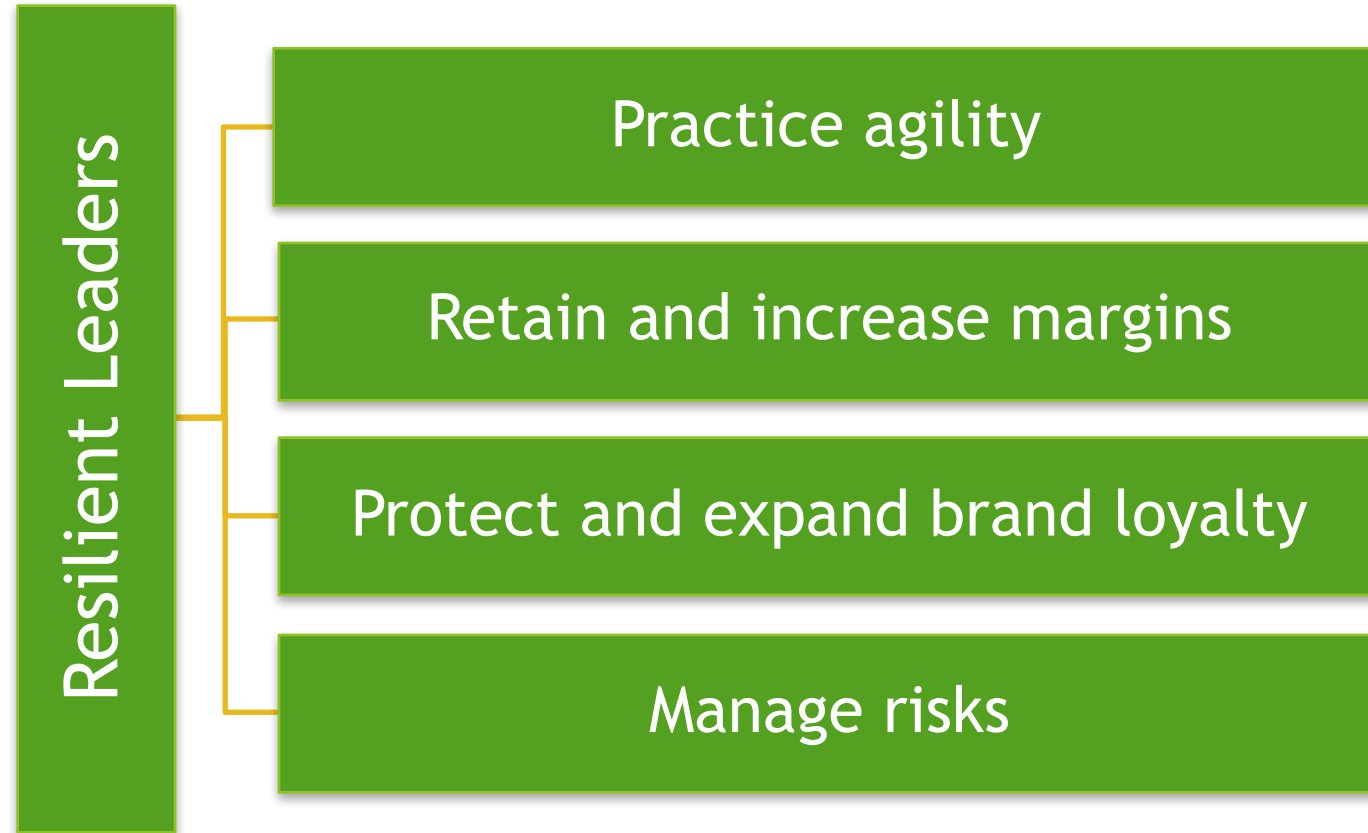 Resilient Leaders
Practice agility
Retain and increase margins
Protect and expand brand loyalty
Manage risks